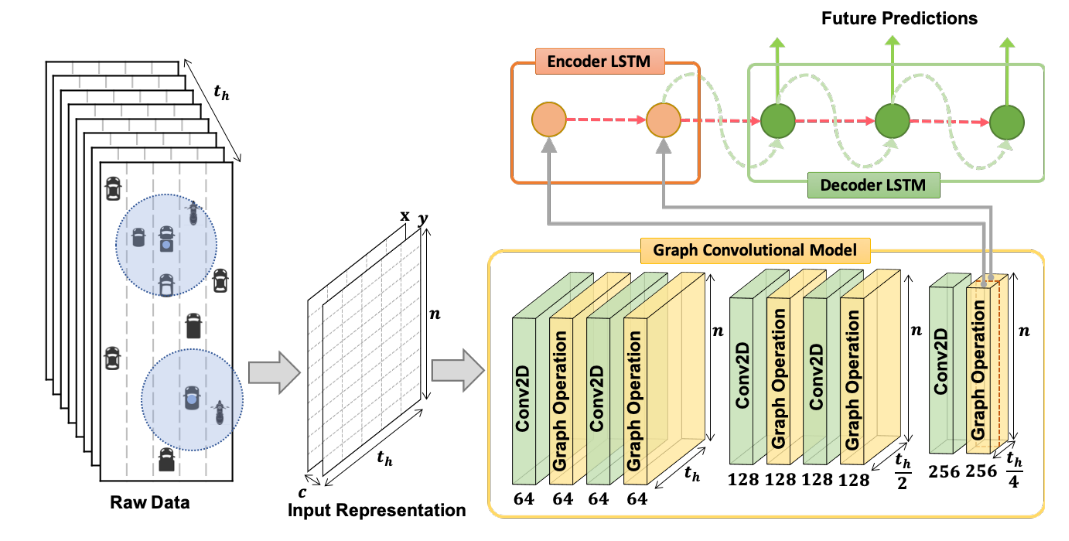 Future Predictions
Encoder LSTM
Decoder LSTM
t_h
Raw Data
x
y
n
t_h
c
Input Representation
Graph Convolutional Model
Conv2D
Graph Operation
Conv2D
Graph Operation
n
t_h
64 64 64 64
Conv2D
Graph Operation
Conv2D
Graph Operation
n
t_h/2
128 128 128 128
Conv2D
Graph Operation
n
t_h/4
256 256